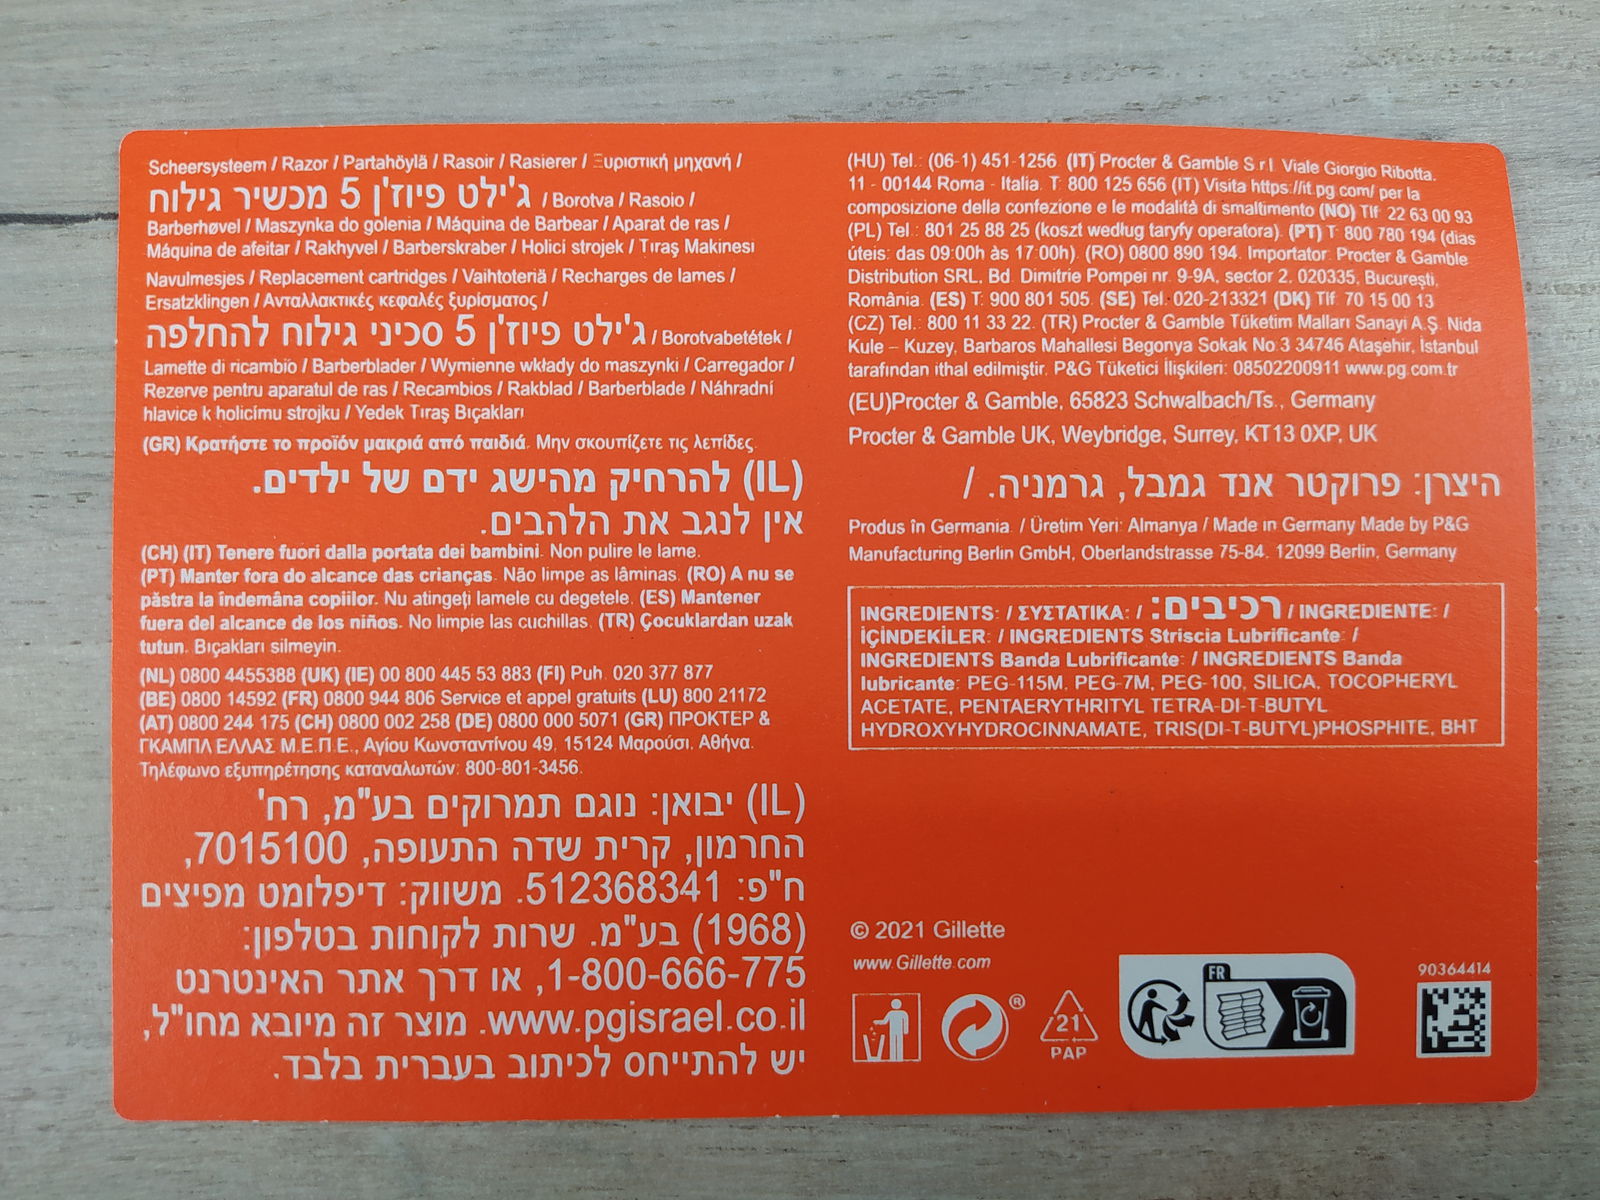 Scheersysteem / Razor / Partahöylä / Rasoir / Rasierer / Ξυριστική μηχανή /
ג'ילט פיוז'ן 5 מכשיר גילוח / Borotva / Rasoio /
Barberhøvel / Maszynka do golenia / Máquina de Barbear / Aparat de ras /
Máquina de afeitar / Rakhyvel / Barberskraber / Holicí strojek / Tıraş Makinesi
Navulmesjes / Replacement cartridges / Vaihtoteriä / Recharges de lames /
Ersatzklingen / Ανταλλακτικές κεφαλές ξυρίσματος /
ג'ילט פיוז'ן 5 סכיני גילוח להחלפה / Borotvabetétek /
Lamette di ricambio / Barberblader / Wymienne wkłady do maszynki / Carregador /
Rezerve pentru aparatul de ras / Recambios / Rakblad / Barberblade / Náhradní
hlavice k holicímu strojku / Yedek Tıraş Bıçakları
(GR) Κρατήστε το προϊόν μακριά από παιδιά. Μην σκουπίζετε τις λεπίδες.
(IL) להרחיק מהישג ידם של ילדים.
אין לנגב את הלהבים.
(CH) (IT) Tenere fuori dalla portata dei bambini. Non pulire le lame.
(PT) Manter fora do alcance das crianças. Não limpe as lâminas. (RO) A nu se
păstra la îndemâna copiilor. Nu atingeți lamele cu degetele. (ES) Mantener
fuera del alcance de los niños. No limpie las cuchillas. (TR) Çocuklardan uzak
tutun. Bıçakları silmeyin.
(NL) 0800 4455388 (UK) (IE) 00 800 445 53 883 (FI) Puh. 020 377 877
(BE) 0800 14592 (FR) 0800 944 806 Service et appel gratuits (LU) 800 21172
(AT) 0800 244 175 (CH) 0800 002 258 (DE) 0800 000 5071 (GR) ΠΡΟΚΤΕΡ &
ΓΚΑΜΠΛ ΕΛΛΑΣ Μ.Ε.Π.Ε., Αγίου Κωνσταντίνου 49, 15124 Μαρούσι. Αθήνα.
Τηλέφωνο εξυπηρέτησης καταναλωτών: 800-801-3456.
(IL) יבואן: נוגם תמרוקים בע"מ, רח'
החרמון, קרית שדה התעופה, 7015100,
ח"פ: 512368341. משווק: דיפלומט מפיצים
(1968) בע"מ. שרות לקוחות בטלפון:
1-800-666-775, או דרך אתר האינטרנט
www.pgisrael.co.il. מוצר זה מיובא מחו"ל,
יש להתייחס לכיתוב בעברית בלבד.
(HU) Tel.: (06-1) 451-1256. (IT) Procter & Gamble S.r.l. Viale Giorgio Ribotta,
11 - 00144 Roma - Italia. T: 800 125 656 (IT) Visita https://it.pg.com/ per la
composizione della confezione e le modalità di smaltimento (NO) Tlf: 22 63 00 93
(PL) Tel.: 801 25 88 25 (koszt według taryfy operatora). (PT) T: 800 780 194 (dias
úteis: das 09:00h às 17:00h). (RO) 0800 890 194. Importator: Procter & Gamble
Distribution SRL, Bd. Dimitrie Pompei nr. 9-9A, sector 2, 020335, București,
România. (ES) T: 900 801 505. (SE) Tel. 020-213321 (DK) Tlf: 70 15 00 13
(CZ) Tel.: 800 11 33 22. (TR) Procter & Gamble Tüketim Malları Sanayi A.Ş. Nida
Kule – Kuzey, Barbaros Mahallesi Begonya Sokak No:3 34746 Ataşehir, İstanbul
tarafından ithal edilmiştir. P&G Tüketici İlişkileri: 08502200911 www.pg.com.tr
(EU)Procter & Gamble, 65823 Schwalbach/Ts., Germany
Procter & Gamble UK, Weybridge, Surrey, KT13 0XP, UK
היצרן: פרוקטר אנד גמבל, גרמניה. /
Produs în Germania. / Üretim Yeri: Almanya / Made in Germany Made by P&G
Manufacturing Berlin GmbH, Oberlandstrasse 75-84. 12099 Berlin, Germany
INGREDIENTS: / ΣΥΣΤΑΤΙΚΑ: / רכיבים: / INGREDIENTE: /
İÇİNDEKİLER: / INGREDIENTS Striscia Lubrificante: /
INGREDIENTS Banda Lubrificante: / INGREDIENTS Banda
lubricante: PEG-115M, PEG-7M, PEG-100, SILICA, TOCOPHERYL
ACETATE, PENTAERYTHRITYL TETRA-DI-T-BUTYL
HYDROXYHYDROCINNAMATE, TRIS(DI-T-BUTYL)PHOSPHITE, BHT
© 2021 Gillette
www.Gillette.com
®
21
PAP
FR
90364414